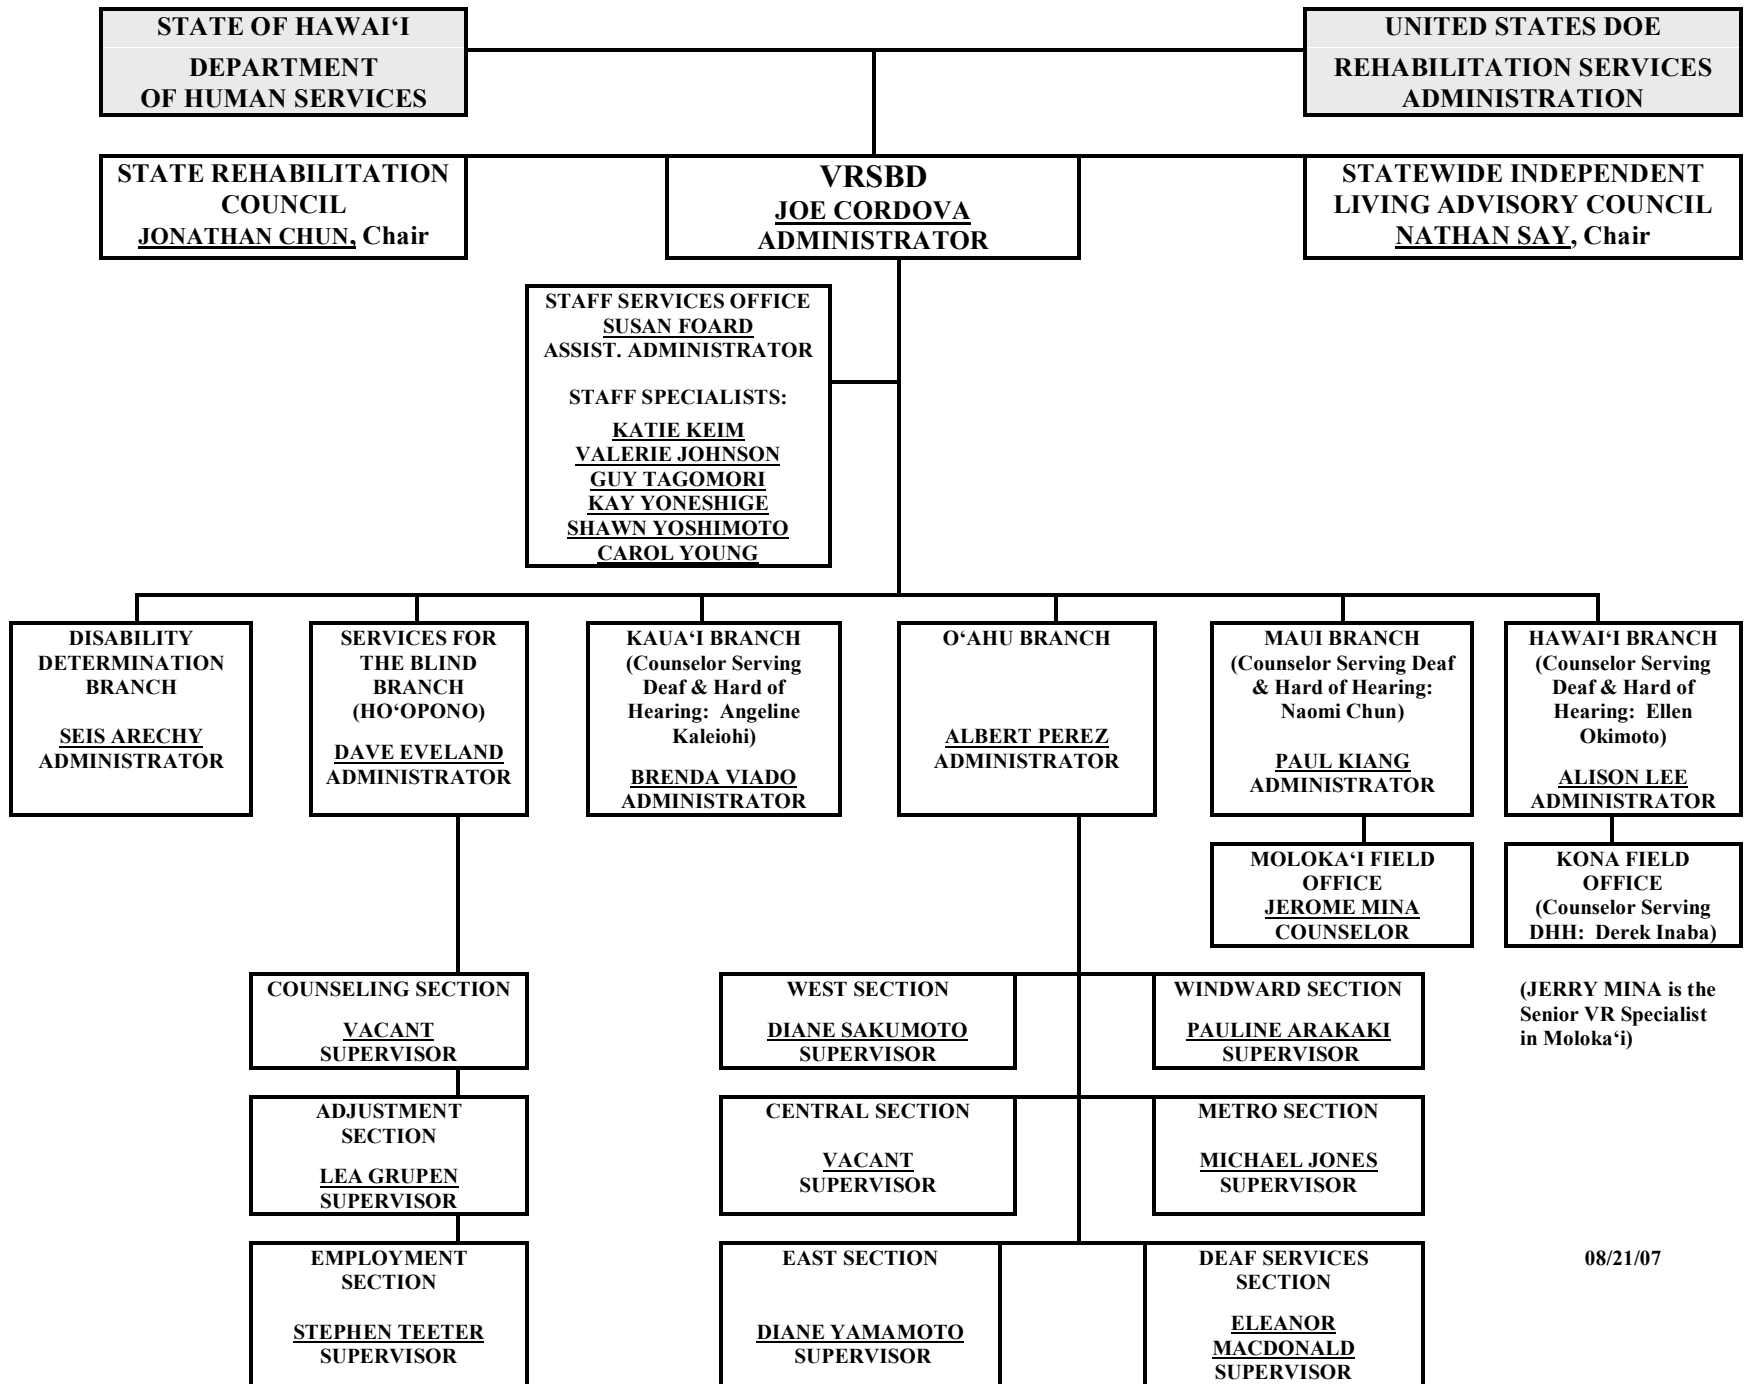 STATE OF HAWAI‘I
DEPARTMENT
OF HUMAN SERVICES
UNITED STATES DOE
REHABILITATION SERVICES
ADMINISTRATION
STATE REHABILITATION
COUNCIL
JONATHAN CHUN, Chair
VRSBD
JOE CORDOVA
ADMINISTRATOR
STATEWIDE INDEPENDENT
LIVING ADVISORY COUNCIL
NATHAN SAY, Chair
STAFF SERVICES OFFICE
SUSAN FOARD
ASSIST. ADMINISTRATOR
STAFF SPECIALISTS:
KATIE KEIM
VALERIE JOHNSON
GUY TAGOMORI
KAY YONESHIGE
SHAWN YOSHIMOTO
CAROL YOUNG
DISABILITY
DETERMINATION
BRANCH
SEIS ARECHY
ADMINISTRATOR
SERVICES FOR
THE BLIND
BRANCH
(HO‘OPONO)
DAVE EVELAND
ADMINISTRATOR
KAUA‘I BRANCH
(Counselor Serving
Deaf & Hard of
Hearing: Angeline
Kaleiohi)
BRENDA VIADO
ADMINISTRATOR
O‘AHU BRANCH
ALBERT PEREZ
ADMINISTRATOR
MAUI BRANCH
(Counselor Serving Deaf
& Hard of Hearing:
Naomi Chun)
PAUL KIANG
ADMINISTRATOR
HAWAI‘I BRANCH
(Counselor Serving
Deaf & Hard of
Hearing: Ellen
Okimoto)
ALISON LEE
ADMINISTRATOR
MOLOKA‘I FIELD
OFFICE
JEROME MINA
COUNSELOR
KONA FIELD
OFFICE
(Counselor Serving
DHH: Derek Inaba)
COUNSELING SECTION
VACANT
SUPERVISOR
WEST SECTION
DIANE SAKUMOTO
SUPERVISOR
WINDWARD SECTION
PAULINE ARAKAKI
SUPERVISOR
(JERRY MINA is the
Senior VR Specialist
in Moloka‘i)
ADJUSTMENT
SECTION
LEA GRUPEN
SUPERVISOR
CENTRAL SECTION
VACANT
SUPERVISOR
METRO SECTION
MICHAEL JONES
SUPERVISOR
EMPLOYMENT
SECTION
STEPHEN TEETER
SUPERVISOR
EAST SECTION
DIANE YAMAMOTO
SUPERVISOR
DEAF SERVICES
SECTION
ELEANOR
MACDONALD
SUPERVISOR
08/21/07